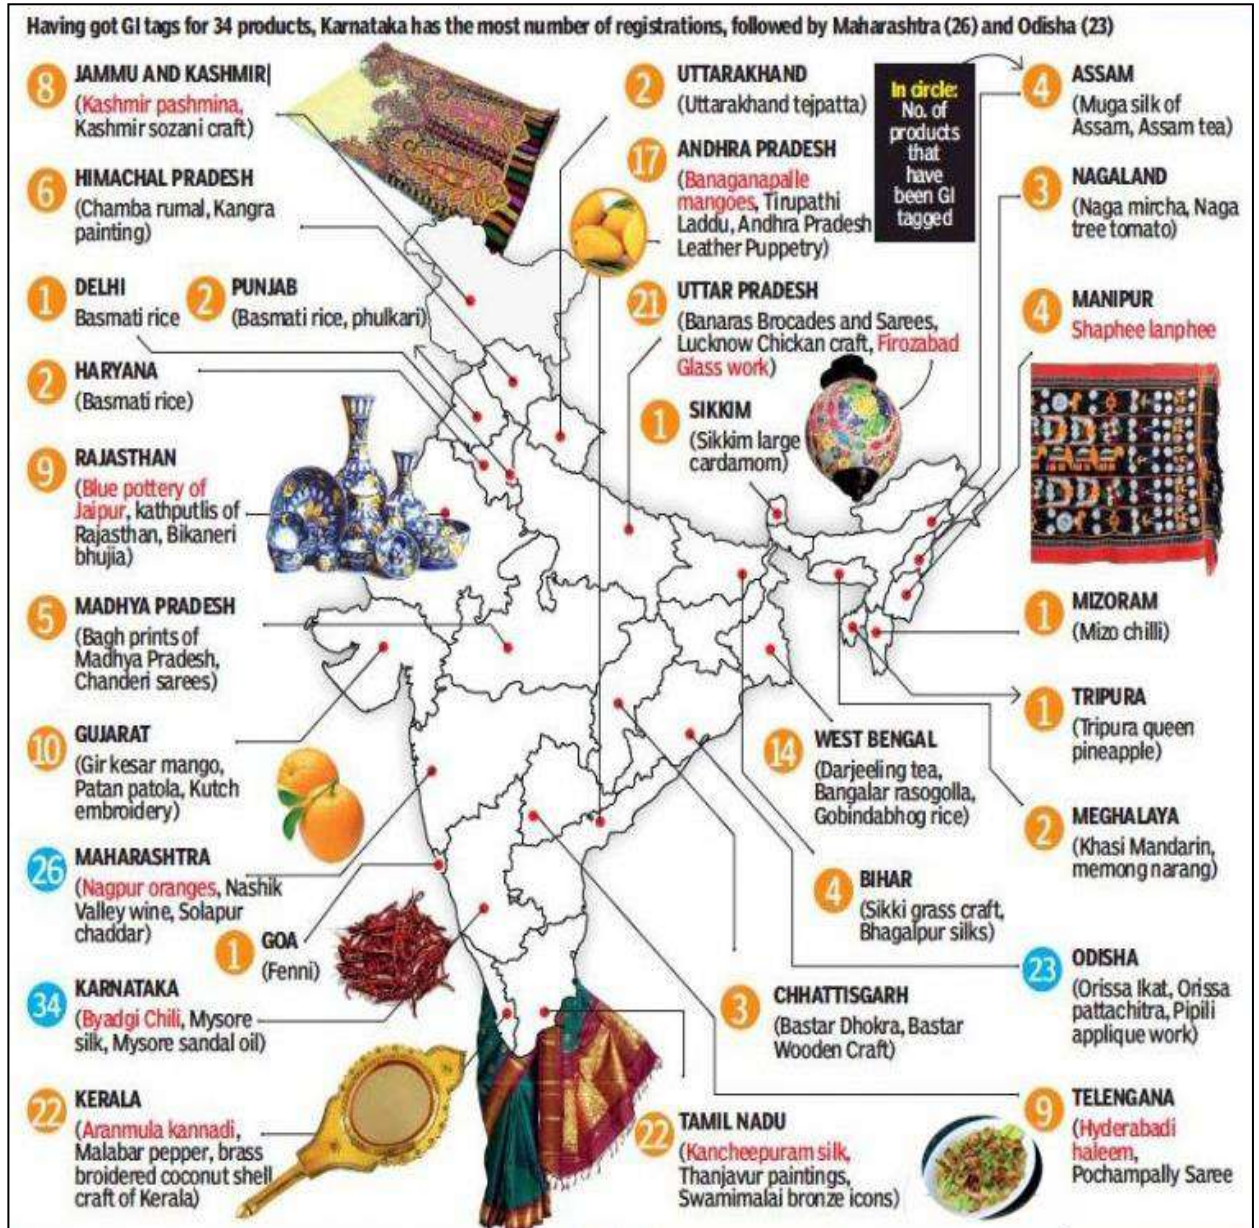 Having got GI tags for 34 products, Karnataka has the most number of registrations, followed by Maharashtra (26) and Odisha (23)
8
JAMMU AND KASHMIR|
(Kashmir pashmina,
Kashmir sozani craft)
6
HIMACHAL PRADESH
(Chamba rumal, Kangra
painting)
1
DELHI
Basmati rice
2
PUNJAB
(Basmati rice, phulkari)
2
HARYANA
(Basmati rice)
9
RAJASTHAN
(Blue pottery of
Jaipur, kathputlis of
Rajasthan, Bikaneri
bhujia)
5
MADHYA PRADESH
(Bagh prints of
Madhya Pradesh,
Chanderi sarees)
10
GUJARAT
(Gir kesar mango,
Patan patola, Kutch
embroidery)
26
MAHARASHTRA
(Nagpur oranges, Nashik
Valley wine, Solapur
chaddar)
1
GOA
(Fenni)
34
KARNATAKA
(Byadgi Chili, Mysore
silk, Mysore sandal oil)
22
KERALA
(Aranmula kannadi,
Malabar pepper, brass
broidered coconut shell
craft of Kerala)
2
UTTARAKHAND
(Uttarakhand tejpatta)
17
ANDHRA PRADESH
(Banaganapalle
mangoes, Tirupathi
Laddu, Andhra Pradesh
Leather Puppetry)
21
UTTAR PRADESH
(Banaras Brocades and Sarees,
Lucknow Chickan craft, Firozabad
Glass work)
1
SIKKIM
(Sikkim large
cardamom)
In circle:
No. of
products
that
have
been GI
tagged
4
ASSAM
(Muga silk of
Assam, Assam tea)
3
NAGALAND
(Naga mircha, Naga
tree tomato)
4
MANIPUR
Shaphee lanphee
1
MIZORAM
(Mizo chilli)
1
TRIPURA
(Tripura queen
pineapple)
2
MEGHALAYA
(Khasi Mandarin,
memong narang)
14
WEST BENGAL
(Darjeeling tea,
Bangalar rasogolla,
Gobindabhog rice)
4
BIHAR
(Sikki grass craft,
Bhagalpur silks)
23
ODISHA
(Orissa Ikat, Orissa
pattachitra, Pipili
applique work)
3
CHHATTISGARH
(Bastar Dhokra, Bastar
Wooden Craft)
22
TAMIL NADU
(Kancheepuram silk,
Thanjavur paintings,
Swamimalai bronze icons)
9
TELENGANA
(Hyderabadi
haleem,
Pochampally Saree